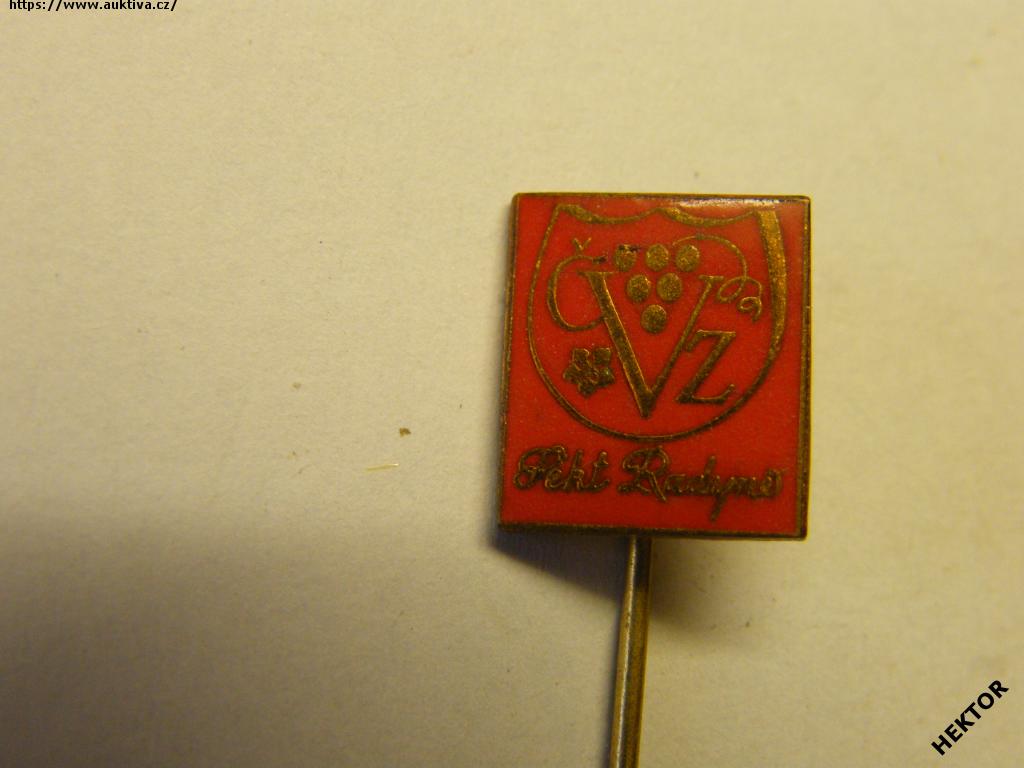 https://www.auktiva.cz/
ČVZ
Sekt Radyně
HEKTOR